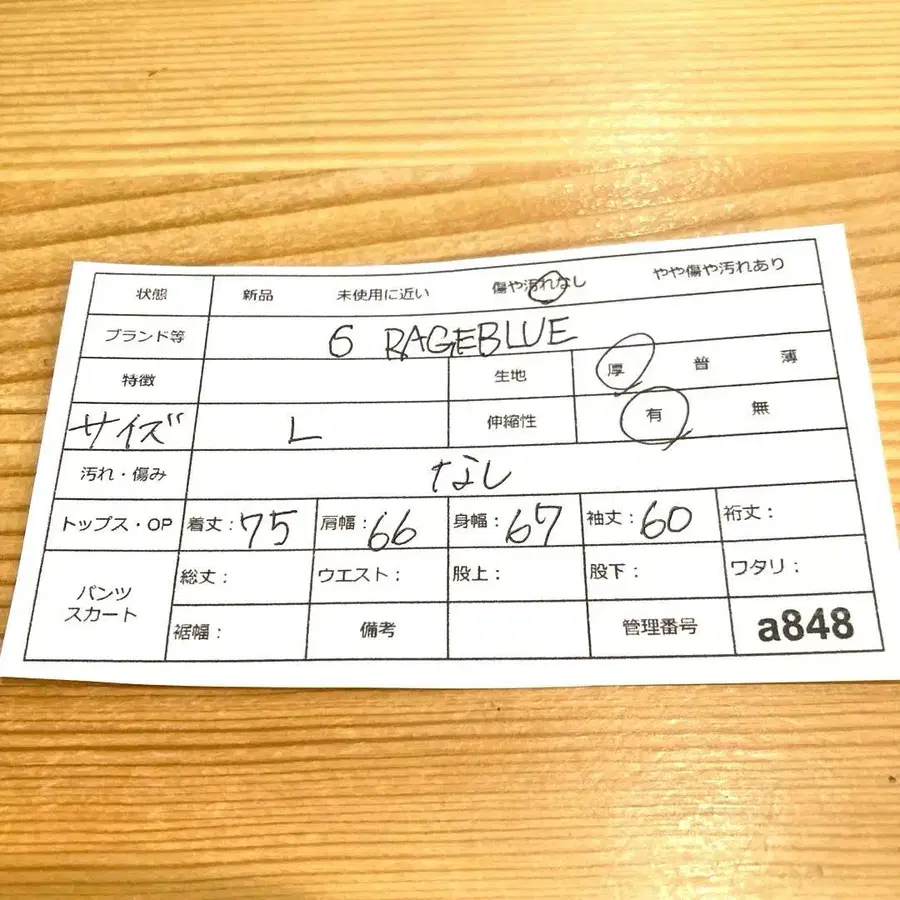 状態 新品 未使用に近い 傷や汚れなし やや傷や汚れあり
ブランド等 6 RAGEBLUE
特徴 生地 厚 普 薄
サイズ L 伸縮性 有 無
汚れ・傷み なし
トップス・OP 着丈：75 肩幅：66 身幅：67 袖丈：60 裄丈：
パンツ スカート 総丈： ウエスト： 股上： 股下： ワタリ：
裾幅： 備考 管理番号 a848